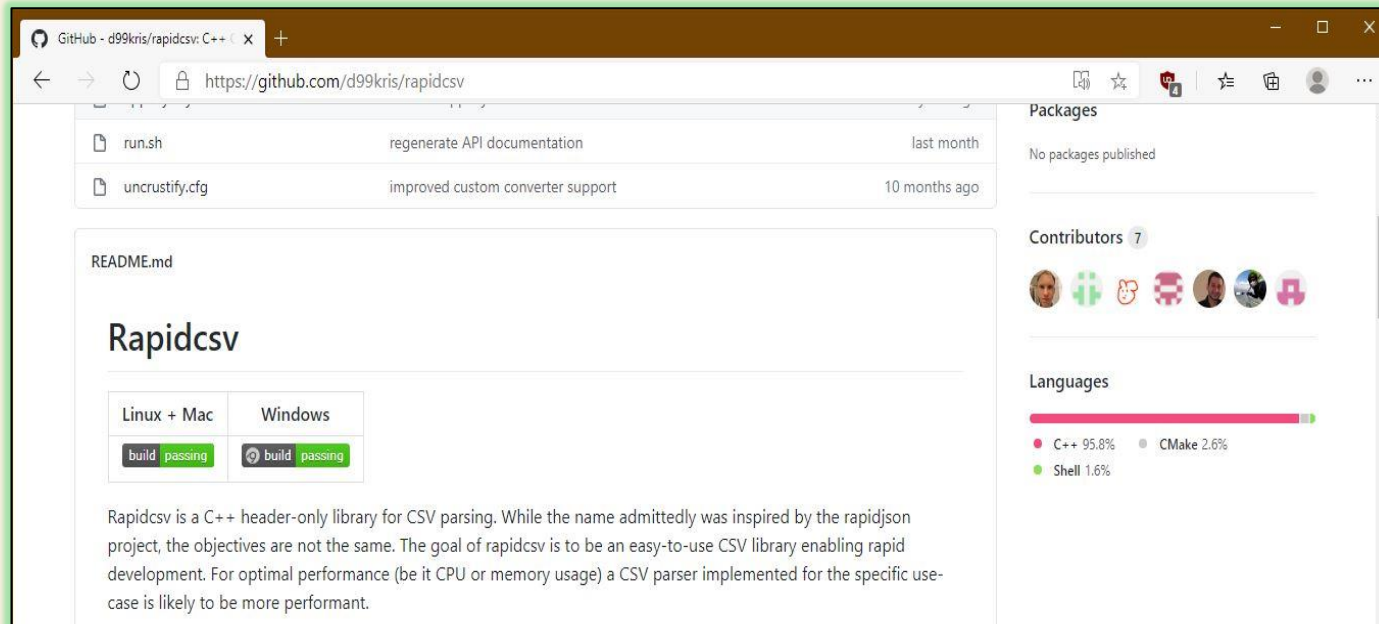 GitHub - d99kris/rapidcsv: C++
https://github.com/d99kris/rapidcsv
4
run.sh regenerate API documentation last month
uncrustify.cfg improved custom converter support 10 months ago
Packages
No packages published
Contributors 7
README.md
Rapidcsv
Linux + Mac Windows
build passing build passing
Rapidcsv is a C++ header-only library for CSV parsing. While the name admittedly was inspired by the rapidjson
project, the objectives are not the same. The goal of rapidcsv is to be an easy-to-use CSV library enabling rapid
development. For optimal performance (be it CPU or memory usage) a CSV parser implemented for the specific use-
case is likely to be more performant.
Languages
C++ 95.8% CMake 2.6%
Shell 1.6%